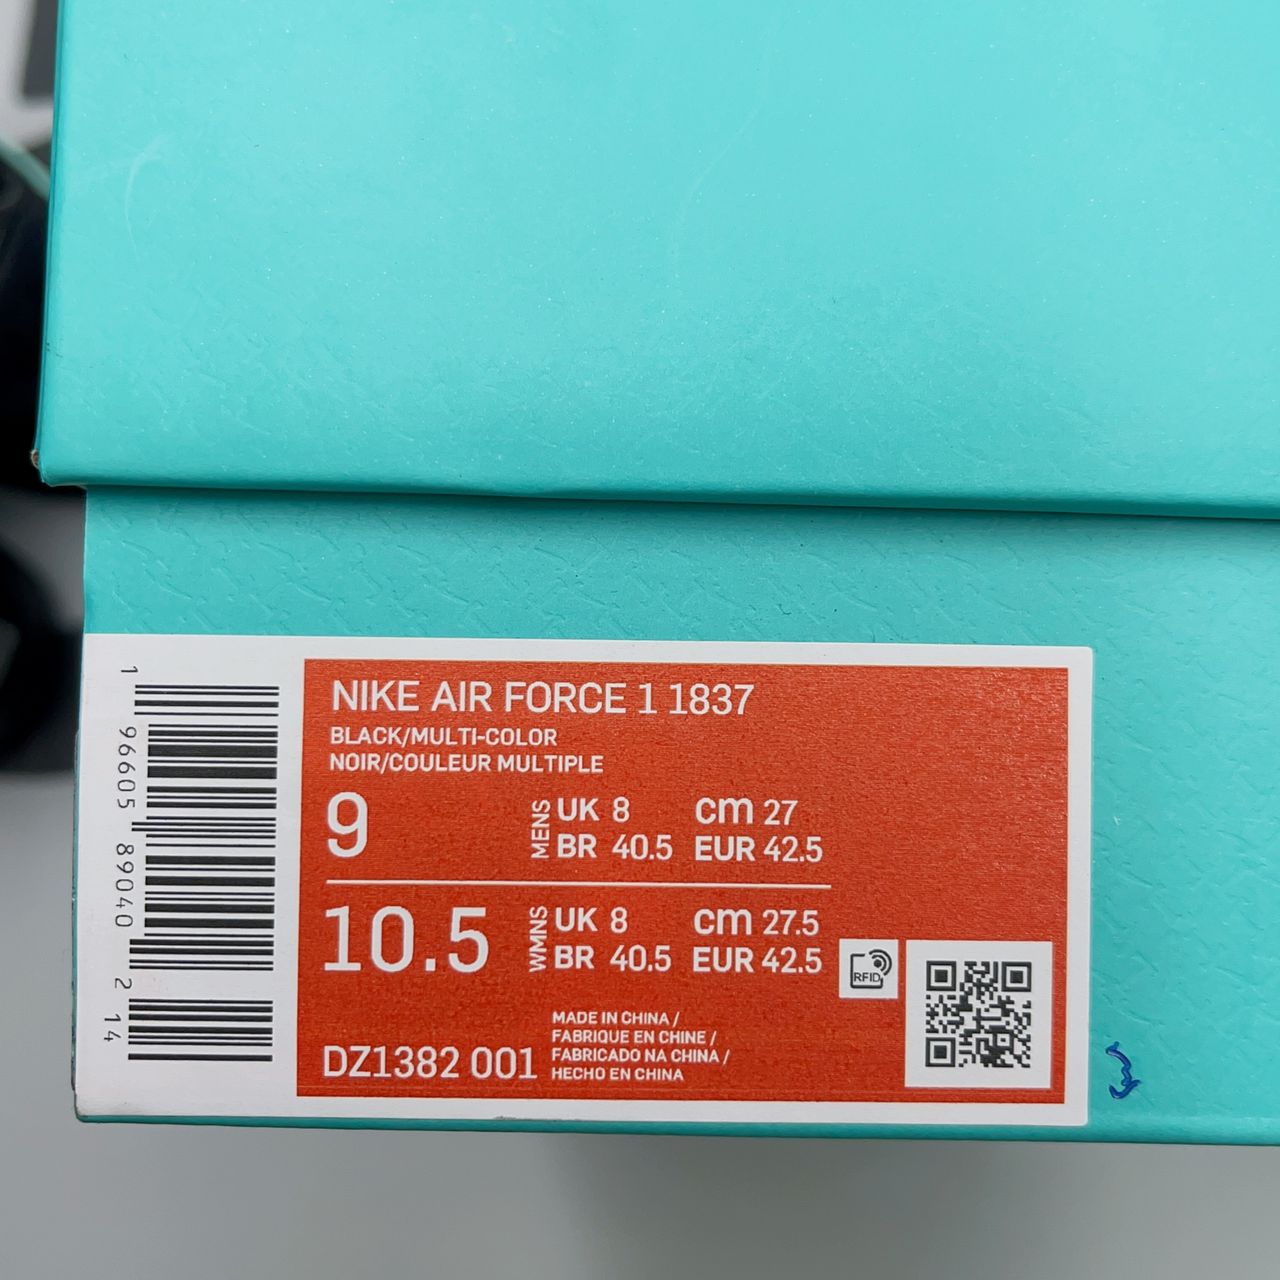 NIKE AIR FORCE 1 1837
BLACK/MULTI-COLOR
NOIR/COULEUR MULTIPLE
9
MENS
UK 8 cm 27
BR 40.5 EUR 42.5
10.5
WMNS
UK 8 cm 27.5
BR 40.5 EUR 42.5
RFID
DZ1382 001
MADE IN CHINA /
FABRIQUE EN CHINE /
FABRICADO NA CHINA /
HECHO EN CHINA
1 96605 89040 2 14